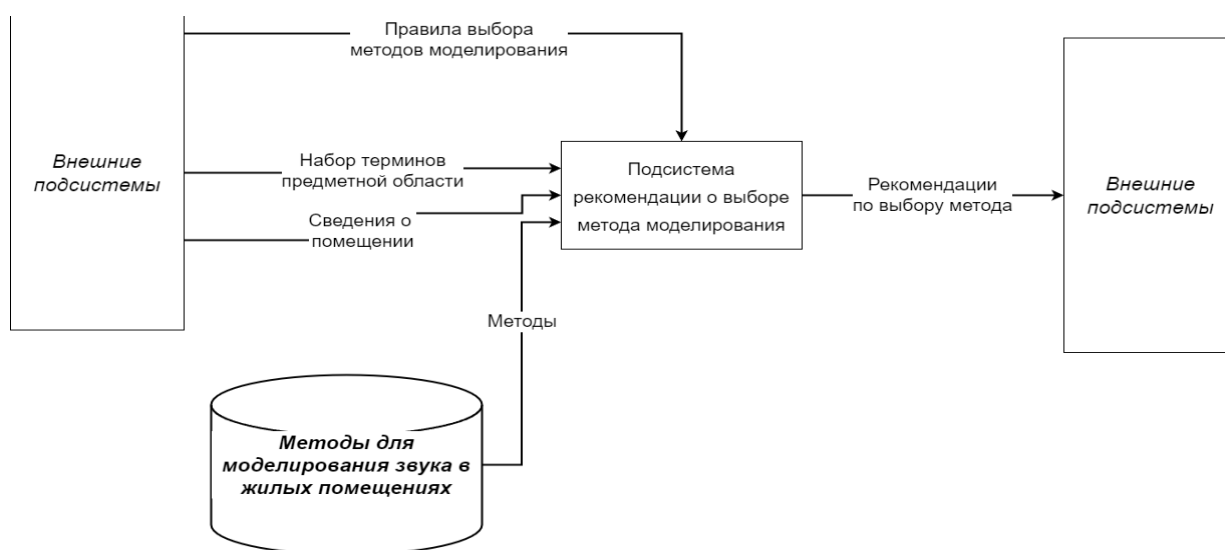 Правила выбора
методов моделирования
Внешние
подсистемы
Набор терминов
предметной области
Сведения о
помещении
Подсистема
рекомендации о выборе
метода моделирования
Рекомендации
по выбору метода
Внешние
подсистемы
Методы
Методы для
моделирования звука в
жилых помещениях